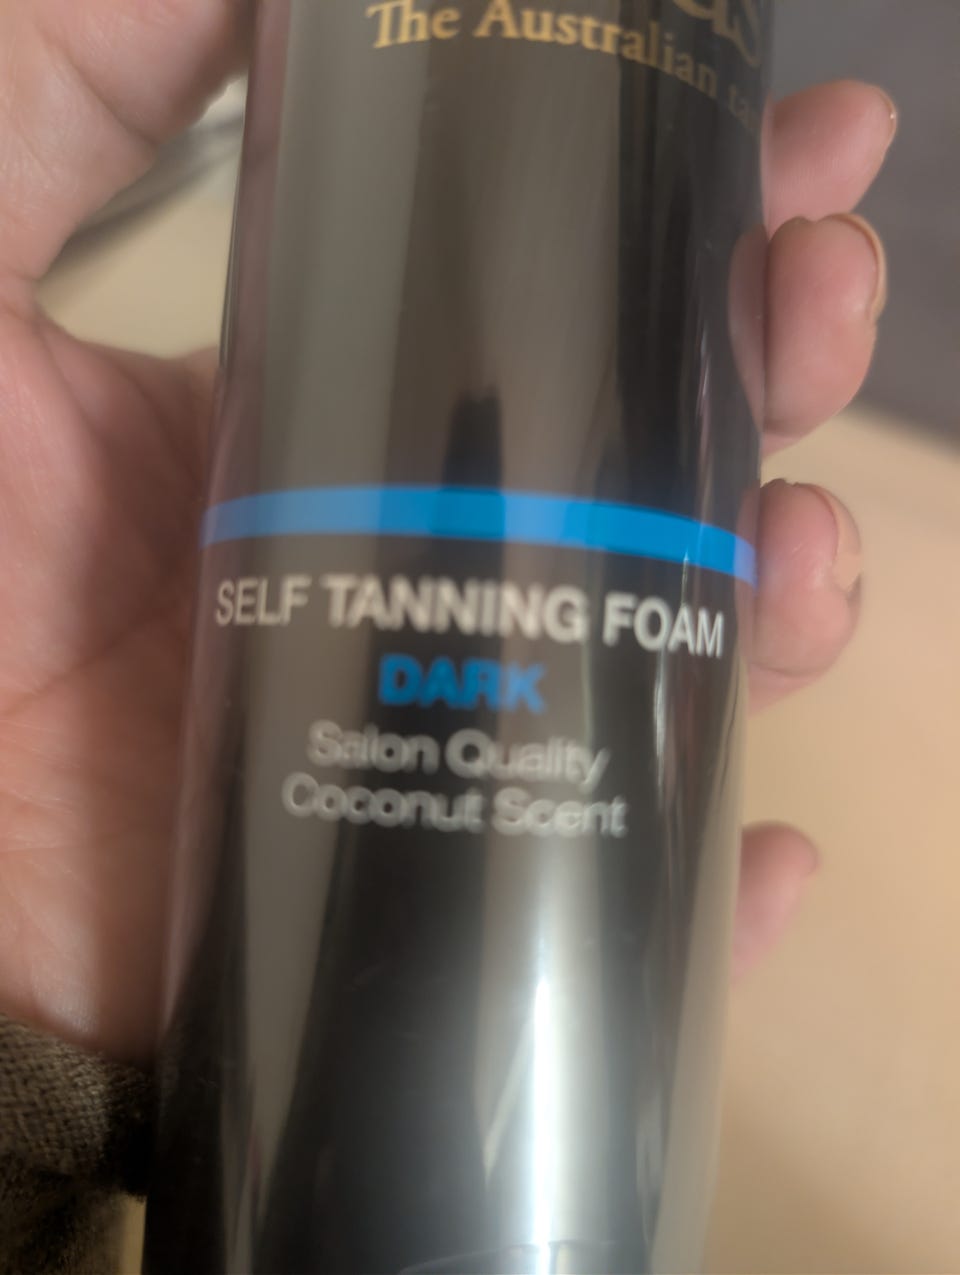 The Australian
SELF TANNING FOAM
DARK
Salon Quality
Coconut Scent